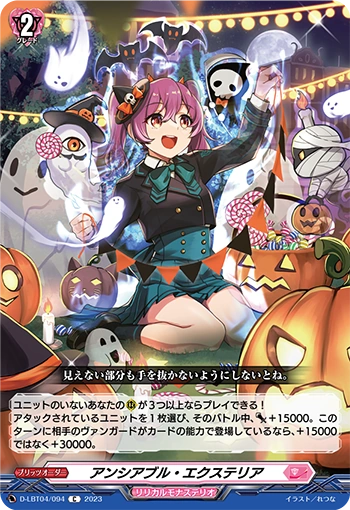 2
グレード
見えない部分も手を抜かないようにしないとね。
ユニットのいないあなたの Ⓡ が３つ以上ならプレイできる！
アタックされているユニットを１枚選び、そのバトル中、+15000。この
ターンに相手のヴァンガードがカードの能力で登場しているなら、+15000
ではなく+30000。
ブリッツオーダー
アンシアブル・エクステリア
リリカルモナステリオ
D-LBT04/094 C 2023
イラスト／れつな